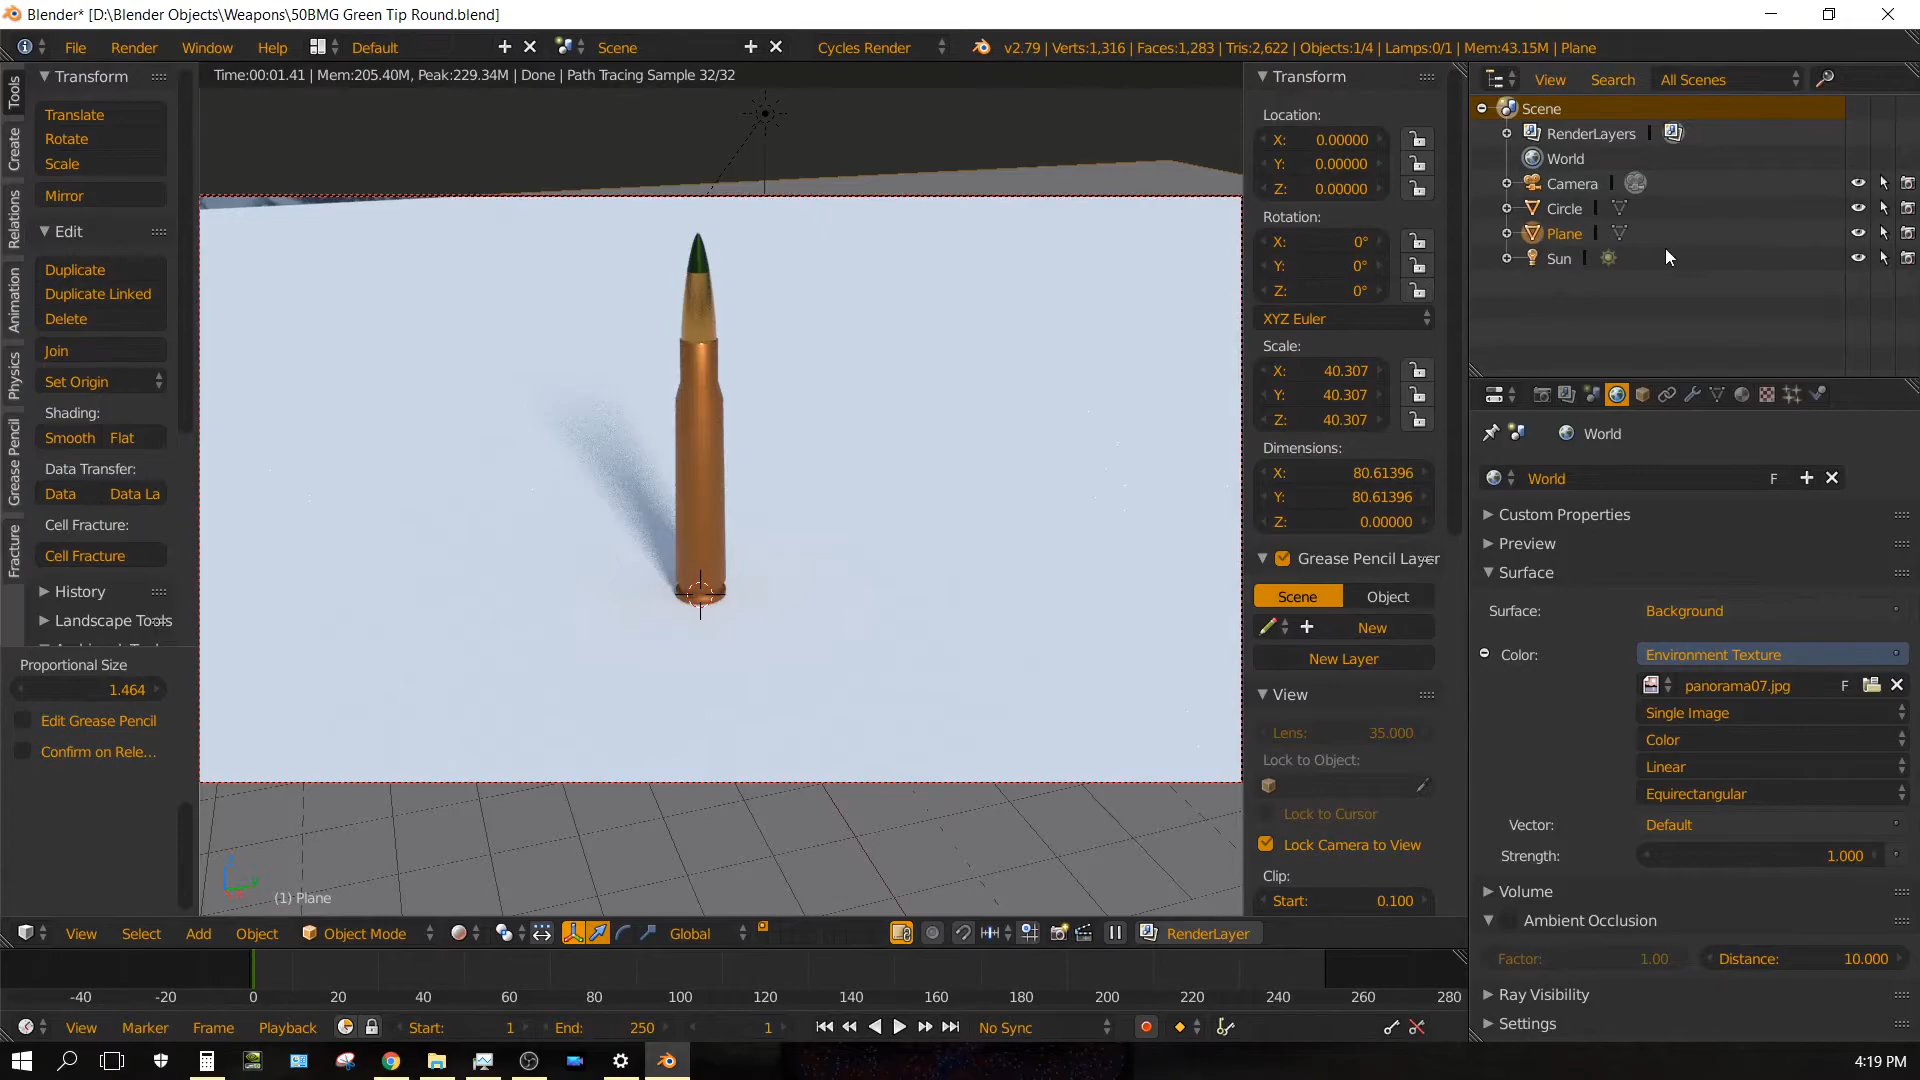 Blender* [D:\Blender Objects\Weapons\50BMG Green Tip Round.blend]
File Render Window Help Default Scene Cycles Render v2.79 | Verts:1,316 | Faces:1,283 | Tris:2,622 | Objects:1/4 | Lamps:0/1 | Mem:43.15M | Plane
Time:00:01.41 | Mem:205.40M, Peak:229.34M | Done | Path Tracing Sample 32/32
Tools
Create
Relations
Animation
Physics
Grease Pencil
Fracture
Transform
Translate
Rotate
Scale
Mirror
Edit
Duplicate
Duplicate Linked
Delete
Join
Set Origin
Shading:
Smooth Flat
Data Transfer:
Data Data La
Cell Fracture:
Cell Fracture
History
Landscape Tools
Proportional Size
1.464
Edit Grease Pencil
Confirm on Rele...
(1) Plane
Transform
Location:
X: 0.00000
Y: 0.00000
Z: 0.00000
Rotation:
X: 0°
Y: 0°
Z: 0°
XYZ Euler
Scale:
X: 40.307
Y: 40.307
Z: 40.307
Dimensions:
X: 80.61396
Y: 80.61396
Z: 0.00000
Grease Pencil Layer
Scene Object
New
New Layer
View
Lens: 35.000
Lock to Object:
Lock to Cursor
Lock Camera to View
Clip:
Start: 0.100
View Search All Scenes
Scene
RenderLayers
World
Camera
Circle
Plane
Sun
World
World F
Custom Properties
Preview
Surface
Surface: Background
Color: Environment Texture
panorama07.jpg F
Single Image
Color
Linear
Equirectangular
Vector: Default
Strength: 1.000
Volume
Ambient Occlusion
Factor: 1.00 Distance: 10.000
Ray Visibility
Settings
View Select Add Object Object Mode Global RenderLayer
-40 -20 0 20 40 60 80 100 120 140 160 180 200 220 240 260 280
View Marker Frame Playback Start: 1 End: 250 1 No Sync
4:19 PM